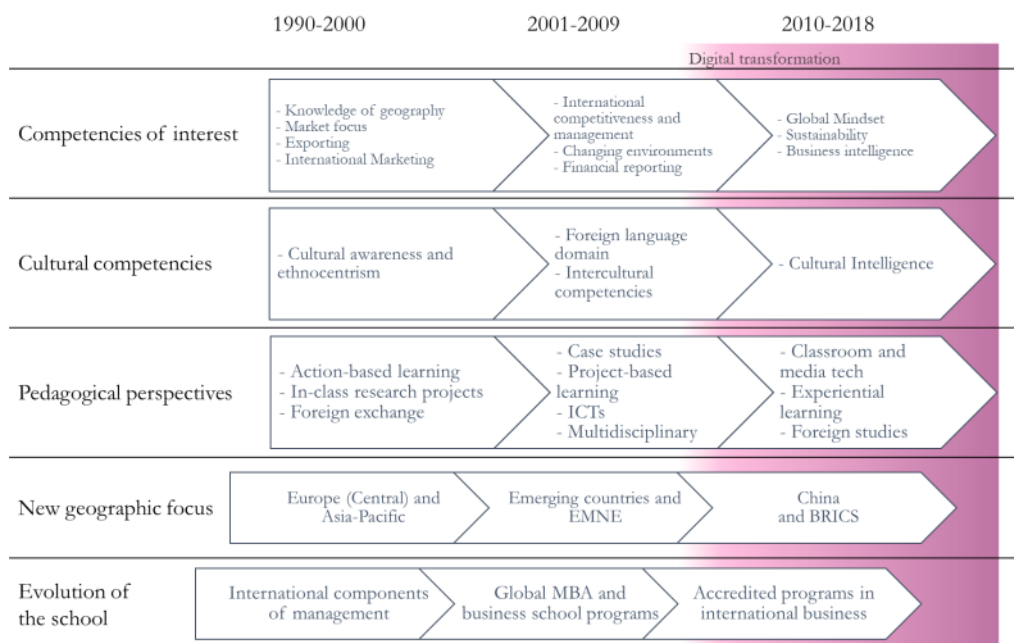 1990-2000
2001-2009
2010-2018
Digital transformation
Competencies of interest
- Knowledge of geography
- Market focus
- Exporting
- International Marketing
- International
competitiveness and
management
- Changing environments
- Financial reporting
- Global Mindset
- Sustainability
- Business intelligence
Cultural competencies
- Cultural awareness and
ethnocentrism
- Foreign language
domain
- Intercultural
competencies
- Cultural Intelligence
Pedagogical perspectives
- Action-based learning
- In-class research projects
- Foreign exchange
- Case studies
- Project-based
learning
- ICTs
- Multidisciplinary
- Classroom and
media tech
- Experiential
learning
- Foreign studies
New geographic focus
Europe (Central) and
Asia-Pacific
Emerging countries and
EMNE
China
and BRICS
Evolution of
the school
International components
of management
Global MBA and
business school programs
Accredited programs in
international business